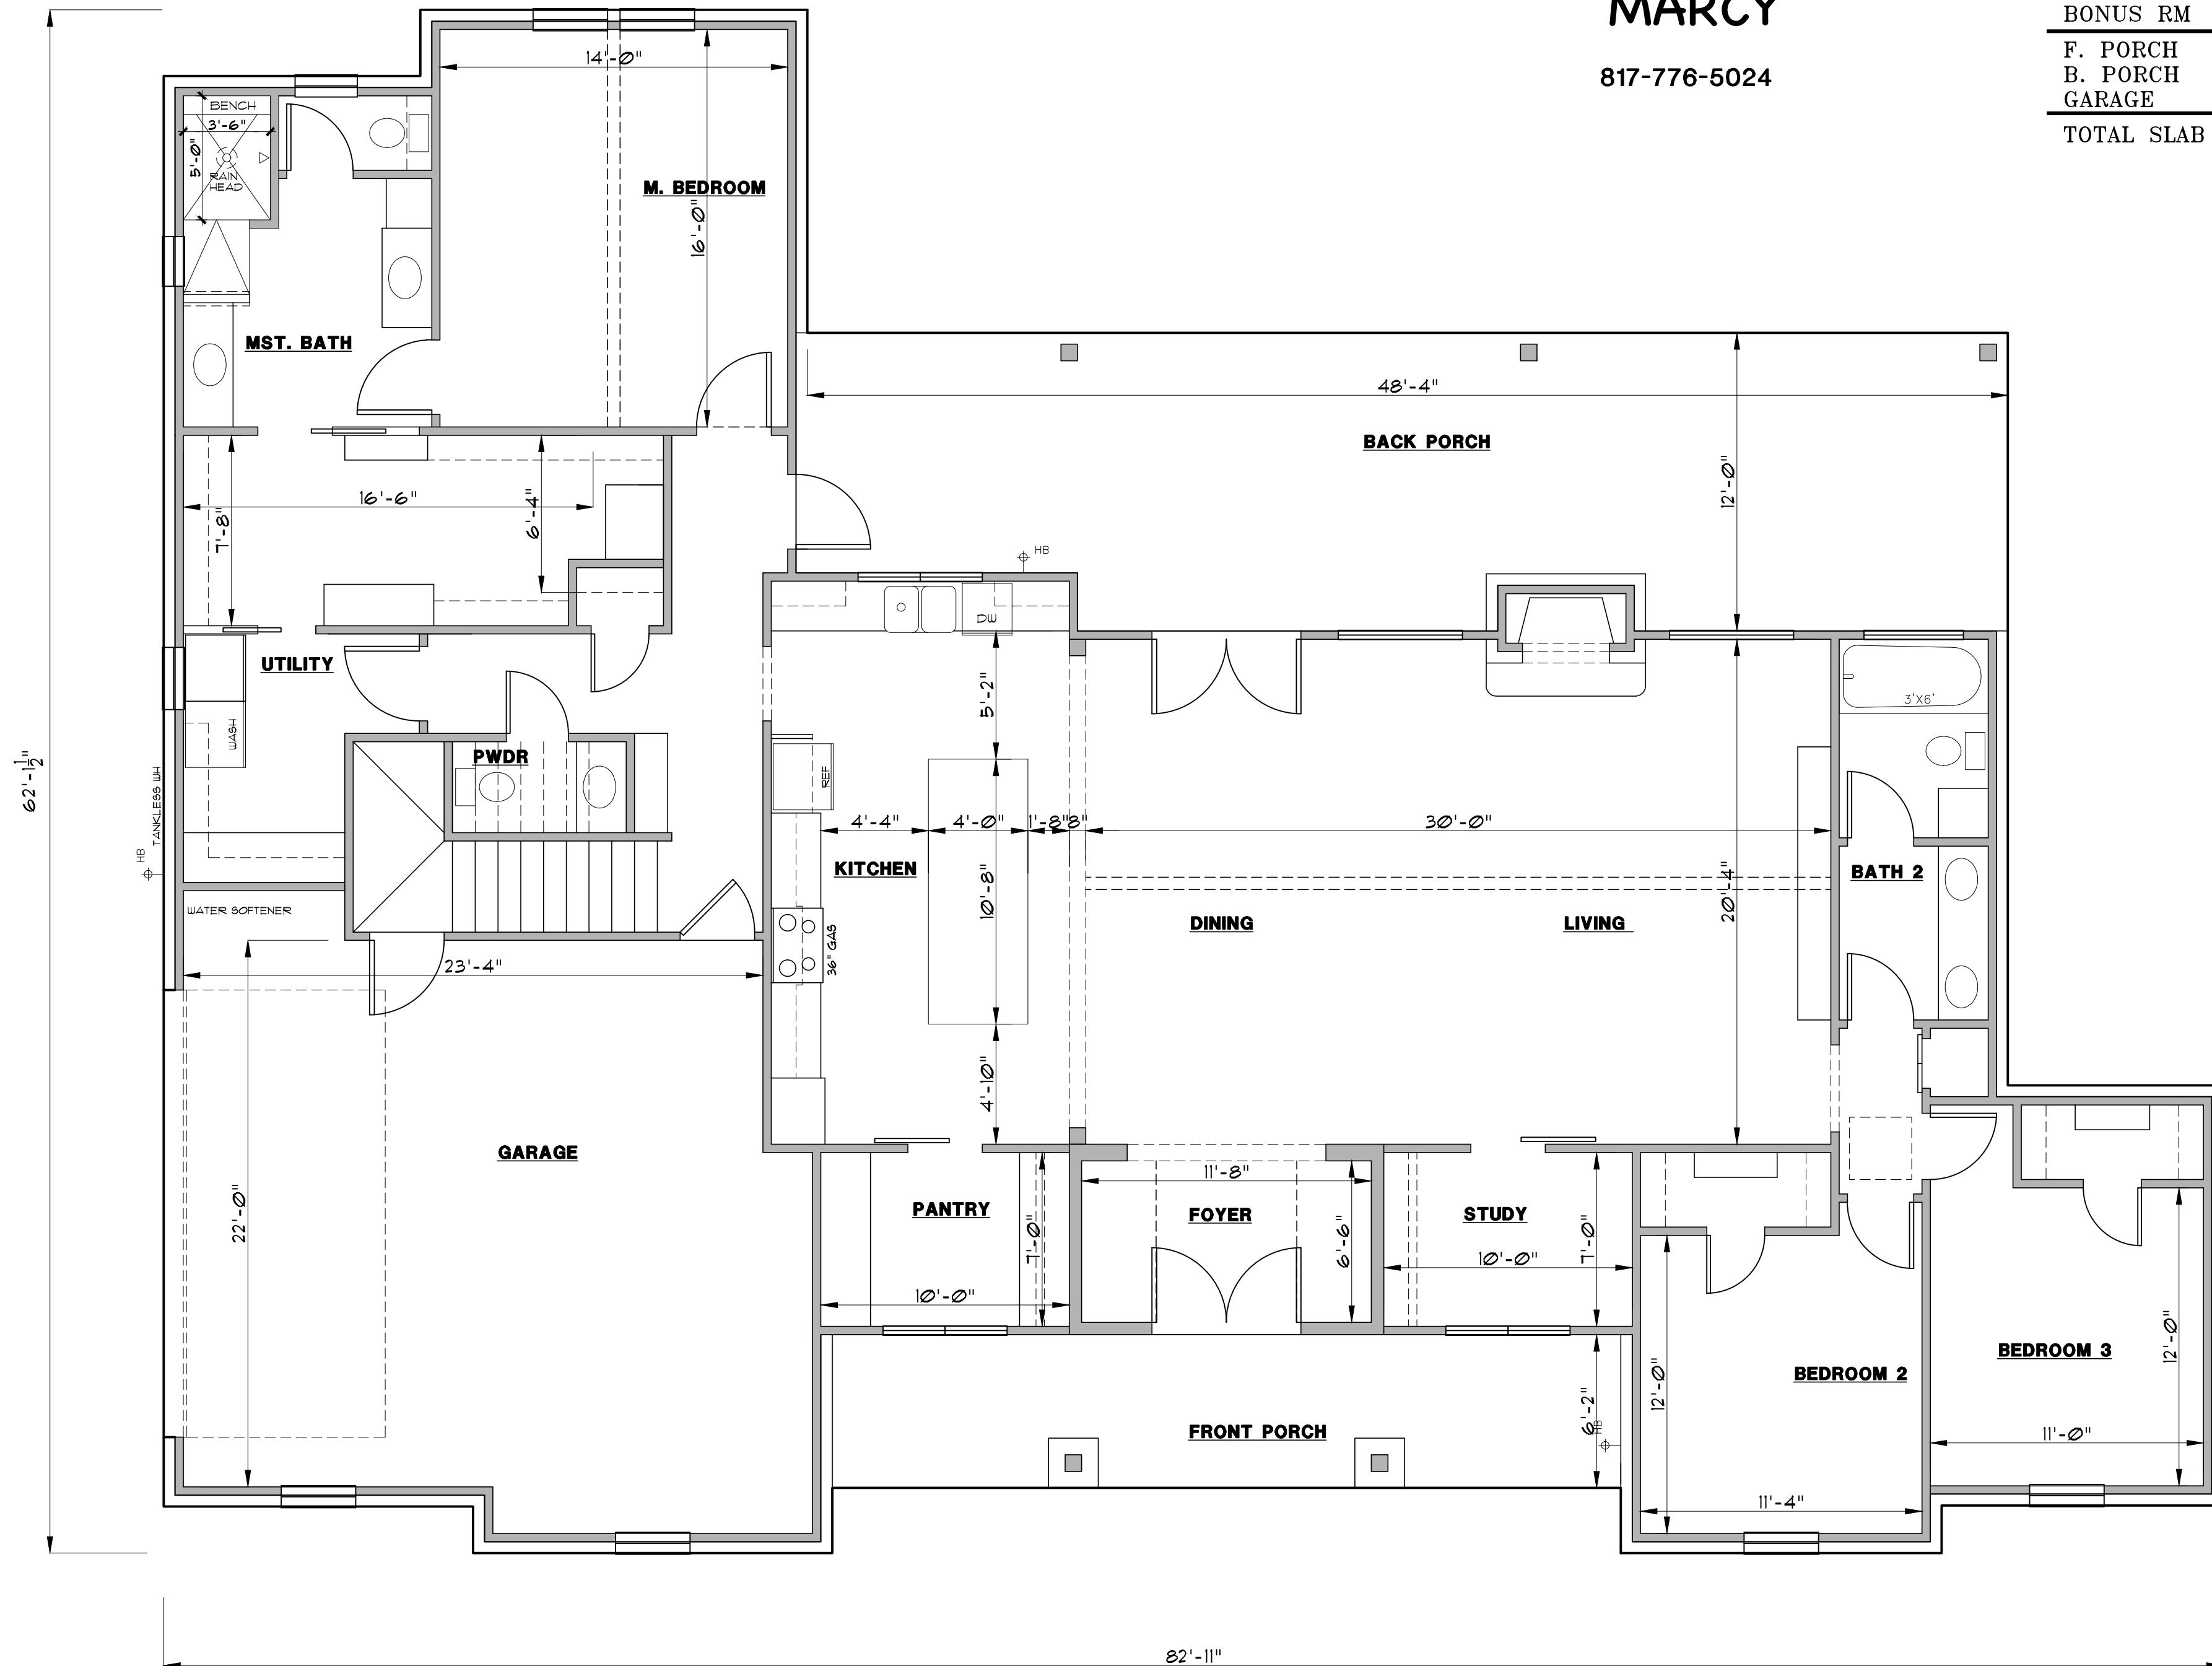 MARCY
817-776-5024
BONUS RM
F. PORCH
B. PORCH
GARAGE
TOTAL SLAB
14'-0"
BENCH
3'-6"
5'-0"
RAIN
HEAD
M. BEDROOM
16'-0"
MST. BATH
48'-4"
BACK PORCH
12'-0"
16'-6"
7'-8"
6'-4"
HB
DW
UTILITY
WASH
PWDR
REF
5'-2"
3'X6'
62'-1 1/2"
TANKLESS WH
HB
4'-4"
4'-0"
1'-8"
8"
30'-0"
KITCHEN
10'-8"
20'-4"
BATH 2
WATER SOFTENER
DINING
LIVING
36" GAS
23'-4"
4'-10"
GARAGE
22'-0"
PANTRY
7'-0"
10'-0"
11'-8"
FOYER
6'-6"
STUDY
10'-0"
7'-0"
BEDROOM 3
12'-0"
BEDROOM 2
12'-0"
FRONT PORCH
6'-2"
HB
11'-0"
11'-4"
82'-11"